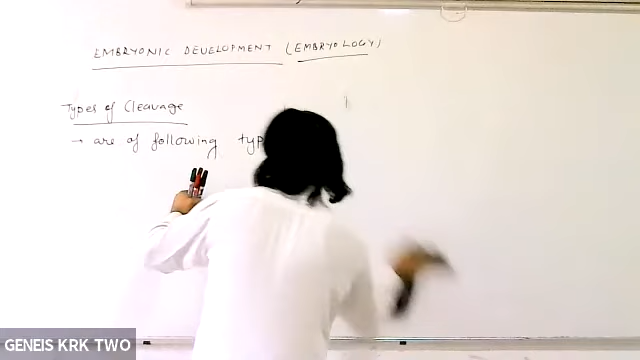 EMBRYONIC DEVELOPMENT (EMBRYOLOGY)
Types of Cleavage
→ are of following typ
GENEIS KRK TWO